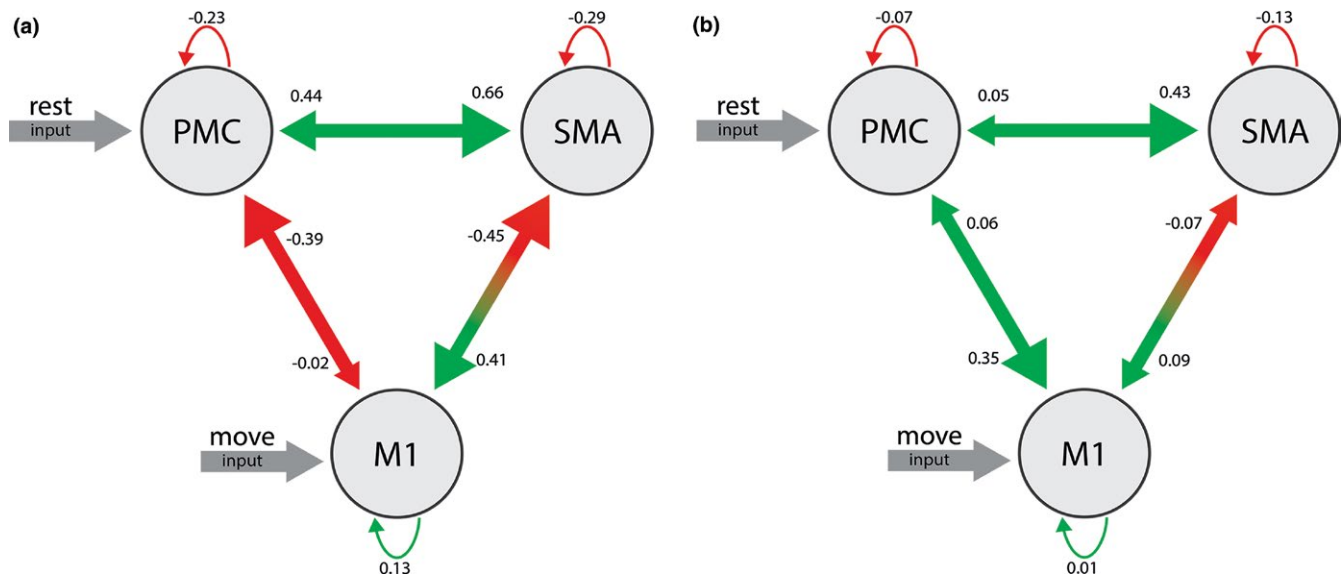 (a)
-0.23
-0.29
rest
input
PMC
0.44
0.66
SMA
-0.39
-0.45
-0.02
0.41
move
input
M1
0.13
(b)
-0.07
-0.13
rest
input
PMC
0.05
0.43
SMA
0.06
-0.07
0.35
0.09
move
input
M1
0.01